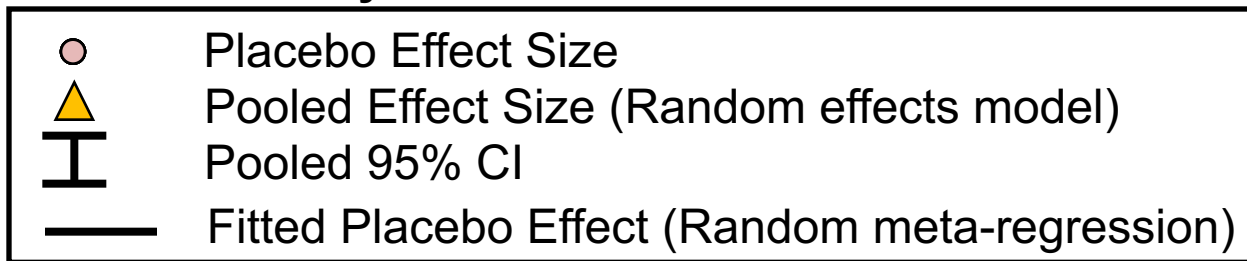 Placebo Effect Size
Pooled Effect Size (Random effects model)
Pooled 95% CI
Fitted Placebo Effect (Random meta-regression)